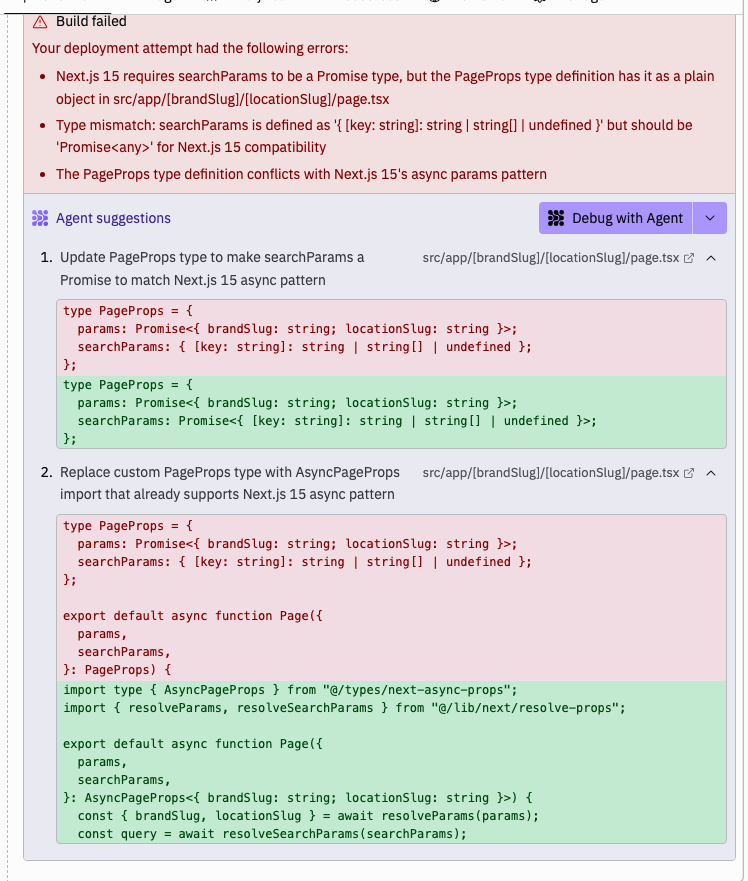 Build failed
Your deployment attempt had the following errors:
Next.js 15 requires searchParams to be a Promise type, but the PageProps type definition has it as a plain
object in src/app/[brandSlug]/[locationSlug]/page.tsx
Type mismatch: searchParams is defined as '{ [key: string]: string | string[] | undefined }' but should be
'Promise<any>' for Next.js 15 compatibility
The PageProps type definition conflicts with Next.js 15's async params pattern
Agent suggestions
Debug with Agent
1. Update PageProps type to make searchParams a
Promise to match Next.js 15 async pattern
src/app/[brandSlug]/[locationSlug]/page.tsx
type PageProps = {
  params: Promise<{ brandSlug: string; locationSlug: string }>;
  searchParams: { [key: string]: string | string[] | undefined };
};
type PageProps = {
  params: Promise<{ brandSlug: string; locationSlug: string }>;
  searchParams: Promise<{ [key: string]: string | string[] | undefined }>;
};
2. Replace custom PageProps type with AsyncPageProps
import that already supports Next.js 15 async pattern
src/app/[brandSlug]/[locationSlug]/page.tsx
type PageProps = {
  params: Promise<{ brandSlug: string; locationSlug: string }>;
  searchParams: { [key: string]: string | string[] | undefined };
};
export default async function Page({
  params,
  searchParams,
}: PageProps) {
import type { AsyncPageProps } from "@/types/next-async-props";
import { resolveParams, resolveSearchParams } from "@/lib/next/resolve-props";
export default async function Page({
  params,
  searchParams,
}: AsyncPageProps<{ brandSlug: string; locationSlug: string }>) {
  const { brandSlug, locationSlug } = await resolveParams(params);
  const query = await resolveSearchParams(searchParams);